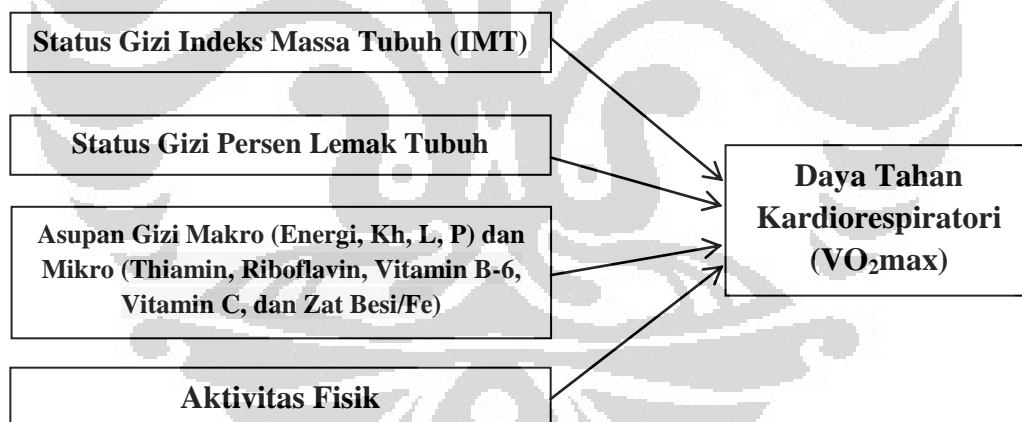 Status Gizi Indeks Massa Tubuh (IMT)
Status Gizi Persen Lemak Tubuh
Asupan Gizi Makro (Energi, Kh, L, P) dan
Mikro (Thiamin, Riboflavin, Vitamin B-6,
Vitamin C, dan Zat Besi/Fe)
Aktivitas Fisik
Daya Tahan
Kardiorespiratori
(VO₂max)